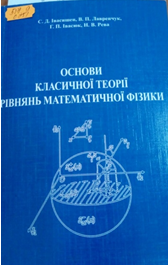 С. Д. Івасишен, В. П. Лавренчук,
Г. П. Івасюк, Н. В. Рева
ОСНОВИ
КЛАСИЧНОЇ ТЕОРІЇ
РІВНЯНЬ МАТЕМАТИЧНОЇ ФІЗИКИ